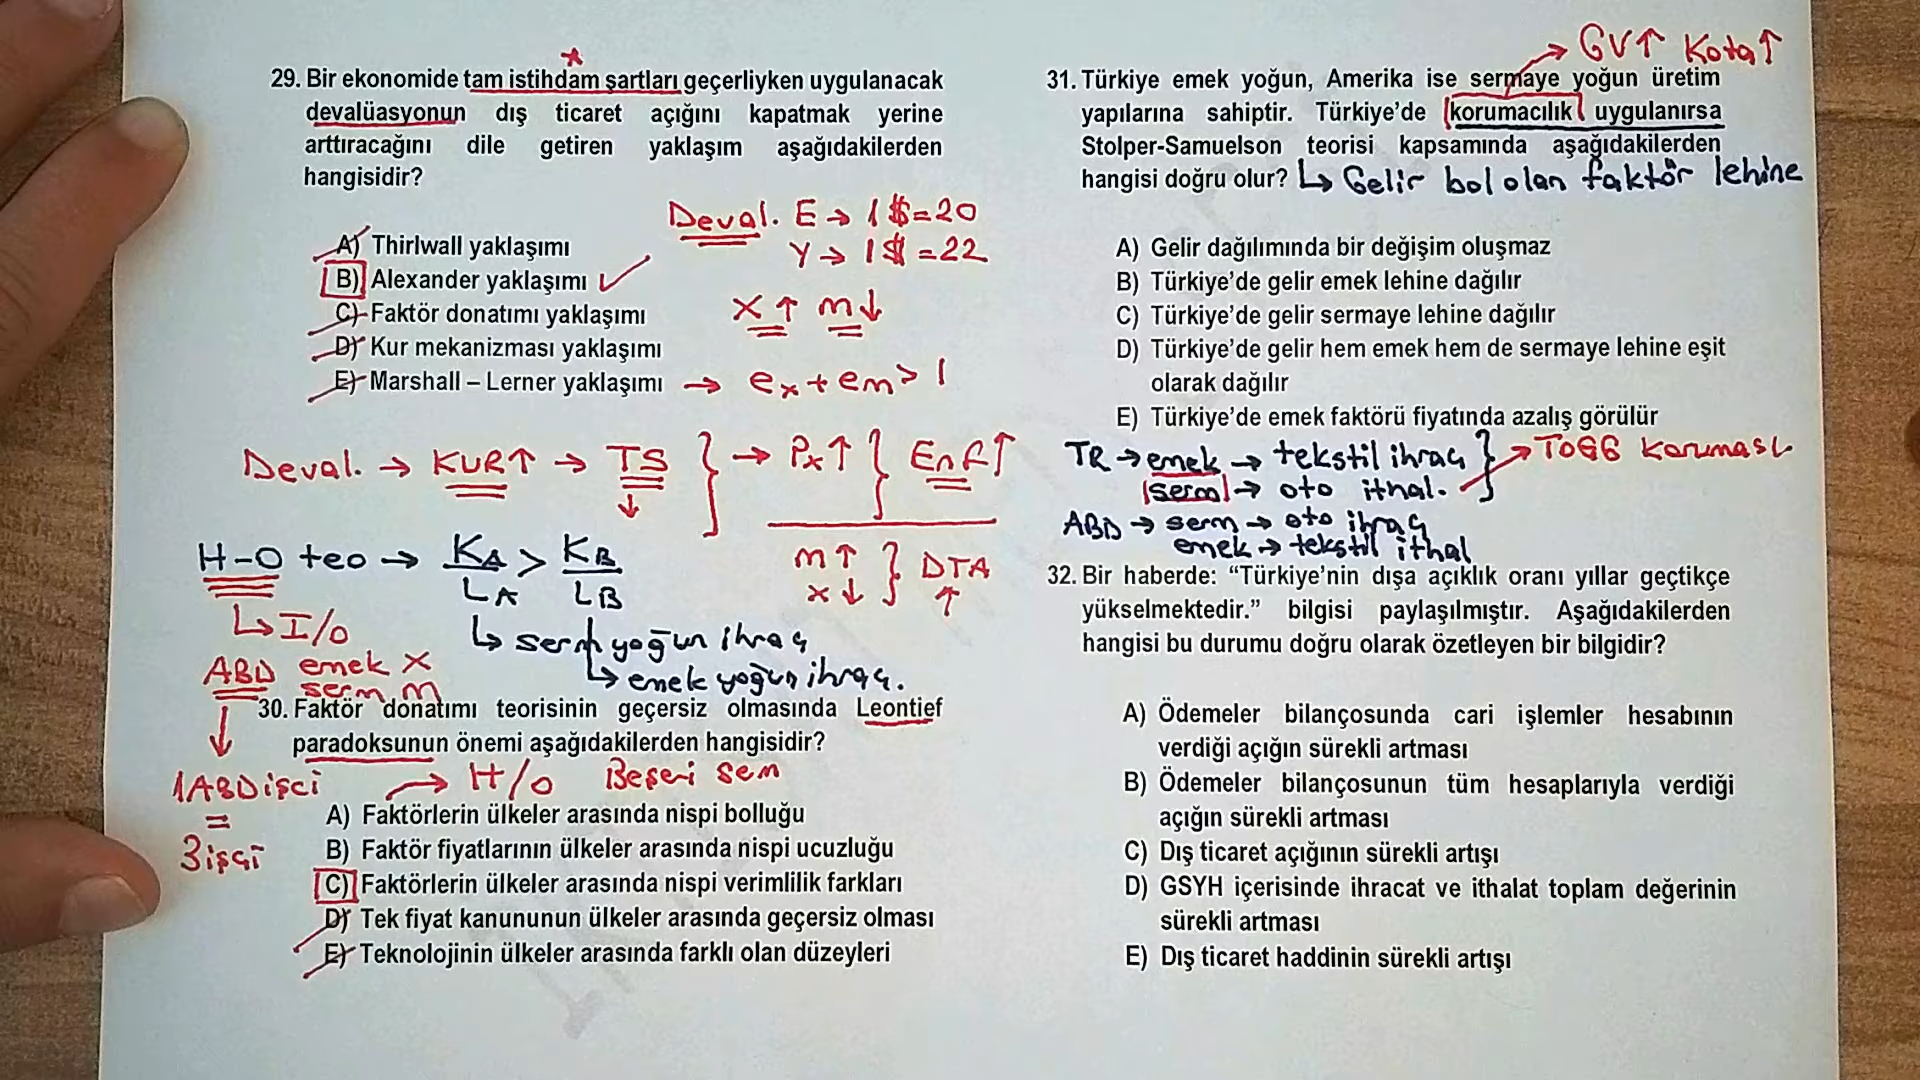 29. Bir ekonomide tam istihdam şartları geçerliyken uygulanacak
devalüasyonun dış ticaret açığını kapatmak yerine
arttıracağını dile getiren yaklaşım aşağıdakilerden
hangisidir?
Deval. E → 1 $ = 20
Y → 1 $ = 22
A) Thirlwall yaklaşımı
B) Alexander yaklaşımı
C) Faktör donatımı yaklaşımı
x ↑ m ↓
D) Kur mekanizması yaklaşımı
E) Marshall – Lerner yaklaşımı → ex + em > 1
Deval. → KUR↑ → TS ↓ } → Px↑ } Enf↑
m ↑ x ↓ } DTA ↑
H-O teo → KA/LA > KB/LB
↳ I/O
↳ serm yoğun ihraç
↳ emek yoğun ihraç.
ABD emek x
serm m
↓
1ABD işçi
=
3 işçi
30. Faktör donatımı teorisinin geçersiz olmasında Leontief
paradoksunun önemi aşağıdakilerden hangisidir?
→ H/O Beşeri sem
A) Faktörlerin ülkeler arasında nispi bolluğu
B) Faktör fiyatlarının ülkeler arasında nispi ucuzluğu
C) Faktörlerin ülkeler arasında nispi verimlilik farkları
D) Tek fiyat kanununun ülkeler arasında geçersiz olması
E) Teknolojinin ülkeler arasında farklı olan düzeyleri
→ GV↑ Kota↑
31. Türkiye emek yoğun, Amerika ise sermaye yoğun üretim
yapılarına sahiptir. Türkiye’de korumacılık uygulanırsa
Stolper-Samuelson teorisi kapsamında aşağıdakilerden
hangisi doğru olur? ↳ Gelir bol olan faktör lehine
A) Gelir dağılımında bir değişim oluşmaz
B) Türkiye’de gelir emek lehine dağılır
C) Türkiye’de gelir sermaye lehine dağılır
D) Türkiye’de gelir hem emek hem de sermaye lehine eşit
olarak dağılır
E) Türkiye’de emek faktörü fiyatında azalış görülür
TR → emek → tekstil ihraç } → TOGG Koruması
serm → oto ithal.
ABD → serm → oto ihraç
emek → tekstil ithal
32. Bir haberde: “Türkiye’nin dışa açıklık oranı yıllar geçtikçe
yükselmektedir.” bilgisi paylaşılmıştır. Aşağıdakilerden
hangisi bu durumu doğru olarak özetleyen bir bilgidir?
A) Ödemeler bilançosunda cari işlemler hesabının
verdiği açığın sürekli artması
B) Ödemeler bilançosunun tüm hesaplarıyla verdiği
açığın sürekli artması
C) Dış ticaret açığının sürekli artışı
D) GSYH içerisinde ihracat ve ithalat toplam değerinin
sürekli artması
E) Dış ticaret haddinin sürekli artışı